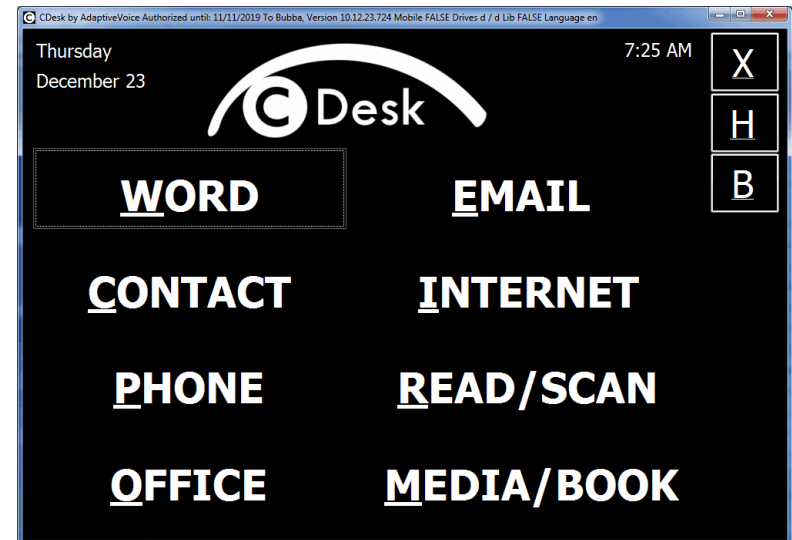 CDesk by AdaptiveVoice Authorized until: 11/11/2019 To Bubba, Version 10.12.23.724 Mobile FALSE Drives d / d Lib FALSE Language en
Thursday
7:25 AM
X
December 23
C Desk
H
B
WORD
EMAIL
CONTACT
INTERNET
PHONE
READ/SCAN
OFFICE
MEDIA/BOOK